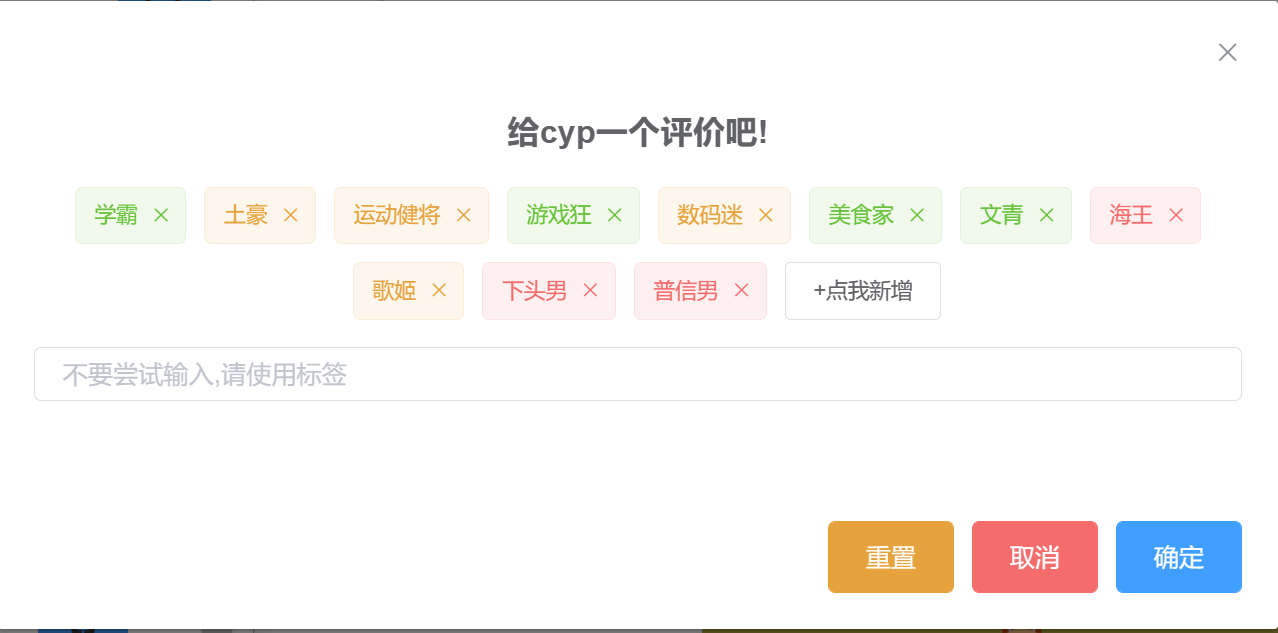 给cyp一个评价吧!
学霸 土豪 运动健将 游戏狂 数码迷 美食家 文青 海王
歌姬 下头男 普信男 +点我新增
不要尝试输入,请使用标签
重置 取消 确定